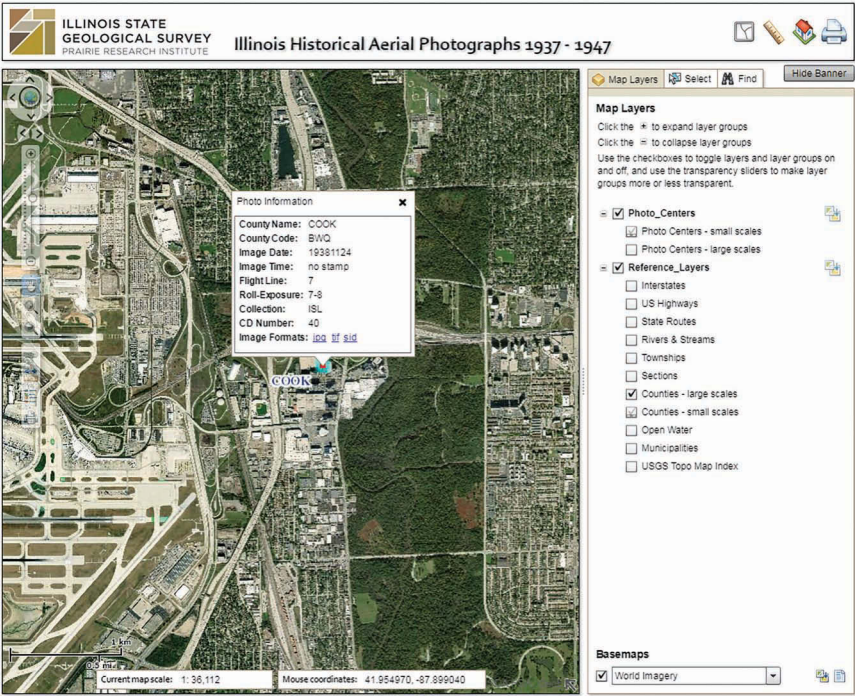 ILLINOIS STATE
GEOLOGICAL SURVEY
PRAIRIE RESEARCH INSTITUTE
Illinois Historical Aerial Photographs 1937 - 1947
Map Layers Select Find Hide Banner
Map Layers
Click the + to expand layer groups
Click the = to collapse layer groups
Use the checkboxes to toggle layers and layer groups on
and off, and use the transparency sliders to make layer
groups more or less transparent.
Photo_Centers
Photo Centers - small scales
Photo Centers - large scales
Reference_Layers
Interstates
US Highways
State Routes
Rivers & Streams
Townships
Sections
Counties - large scales
Counties - small scales
Open Water
Municipalities
USGS Topo Map Index
Basemaps
World Imagery
Photo Information
County Name: COOK
County Code: BWQ
Image Date: 19381124
Image Time: no stamp
Flight Line: 7
Roll-Exposure: 7-8
Collection: ISL
CD Number: 40
Image Formats: jpg tif sid
COOK
1 km
0.5 mi
Current map scale: 1: 36,112
Mouse coordinates: 41.954970, -87.899040